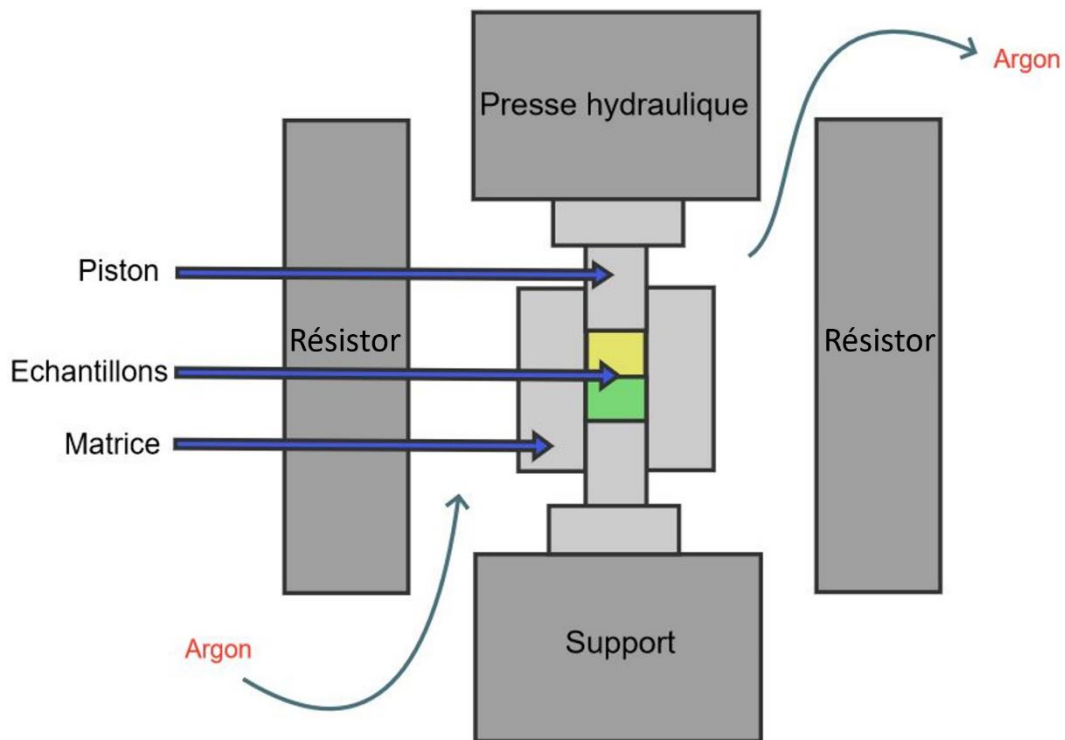 Presse hydraulique
Argon
Piston
Résistor
Résistor
Echantillons
Matrice
Argon
Support